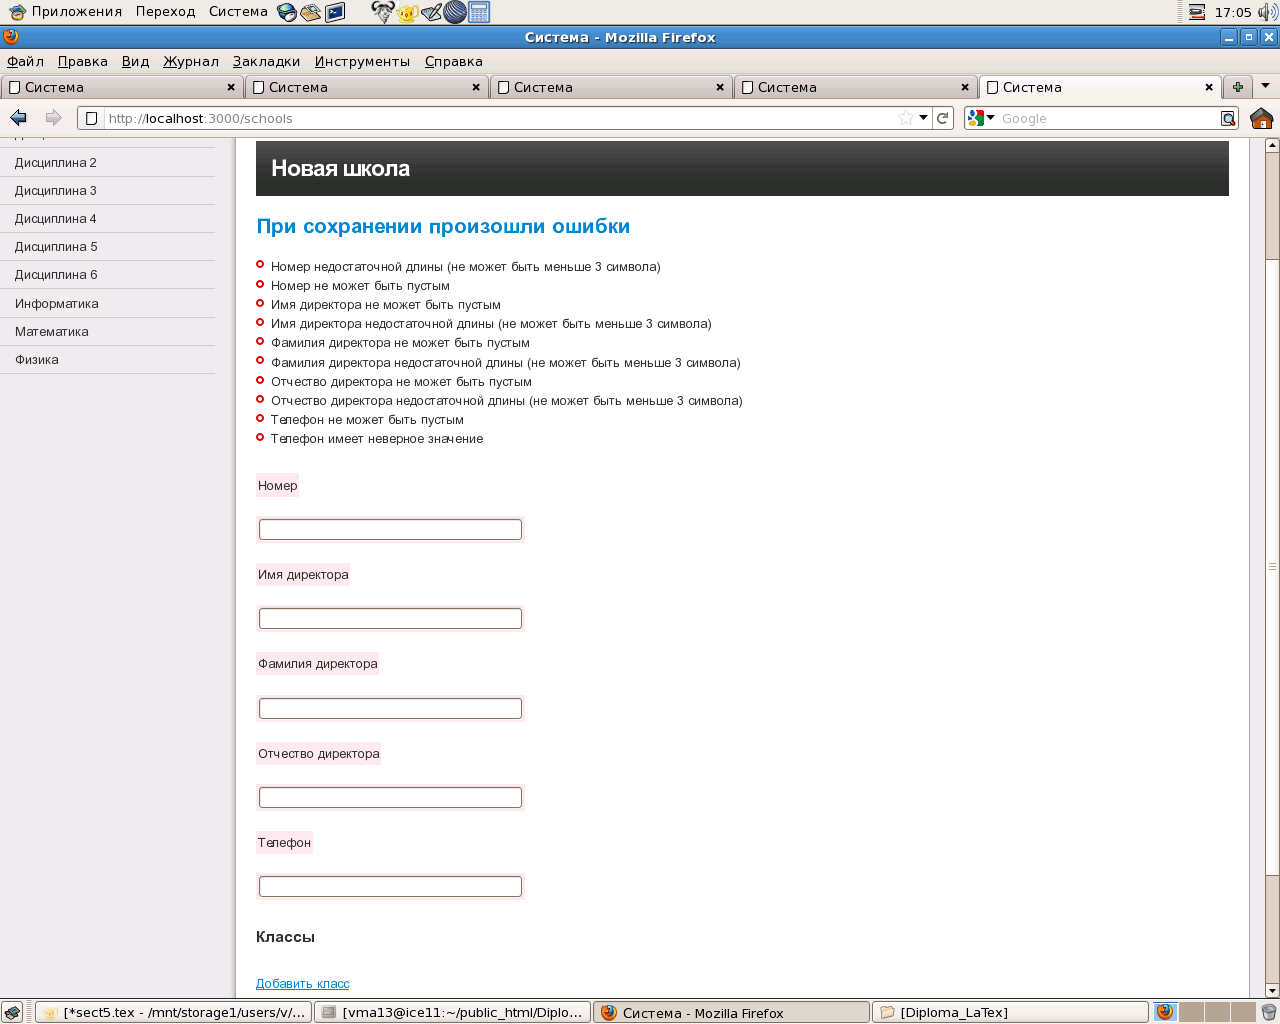 Приложения Переход Система 17:05
Система - Mozilla Firefox
Файл Правка Вид Журнал Закладки Инструменты Справка
Система Система Система Система Система
http://localhost:3000/schools Google
Дисциплина 2
Дисциплина 3
Дисциплина 4
Дисциплина 5
Дисциплина 6
Информатика
Математика
Физика
Новая школа
При сохранении произошли ошибки
Номер недостаточной длины (не может быть меньше 3 символа)
Номер не может быть пустым
Имя директора не может быть пустым
Имя директора недостаточной длины (не может быть меньше 3 символа)
Фамилия директора не может быть пустым
Фамилия директора недостаточной длины (не может быть меньше 3 символа)
Отчество директора не может быть пустым
Отчество директора недостаточной длины (не может быть меньше 3 символа)
Телефон не может быть пустым
Телефон имеет неверное значение
Номер
Имя директора
Фамилия директора
Отчество директора
Телефон
Классы
Добавить класс
[*sect5.tex - /mnt/storage1/users/v/... [vma13@ice11:~/public_html/Diplo... Система - Mozilla Firefox [Diploma_LaTex]